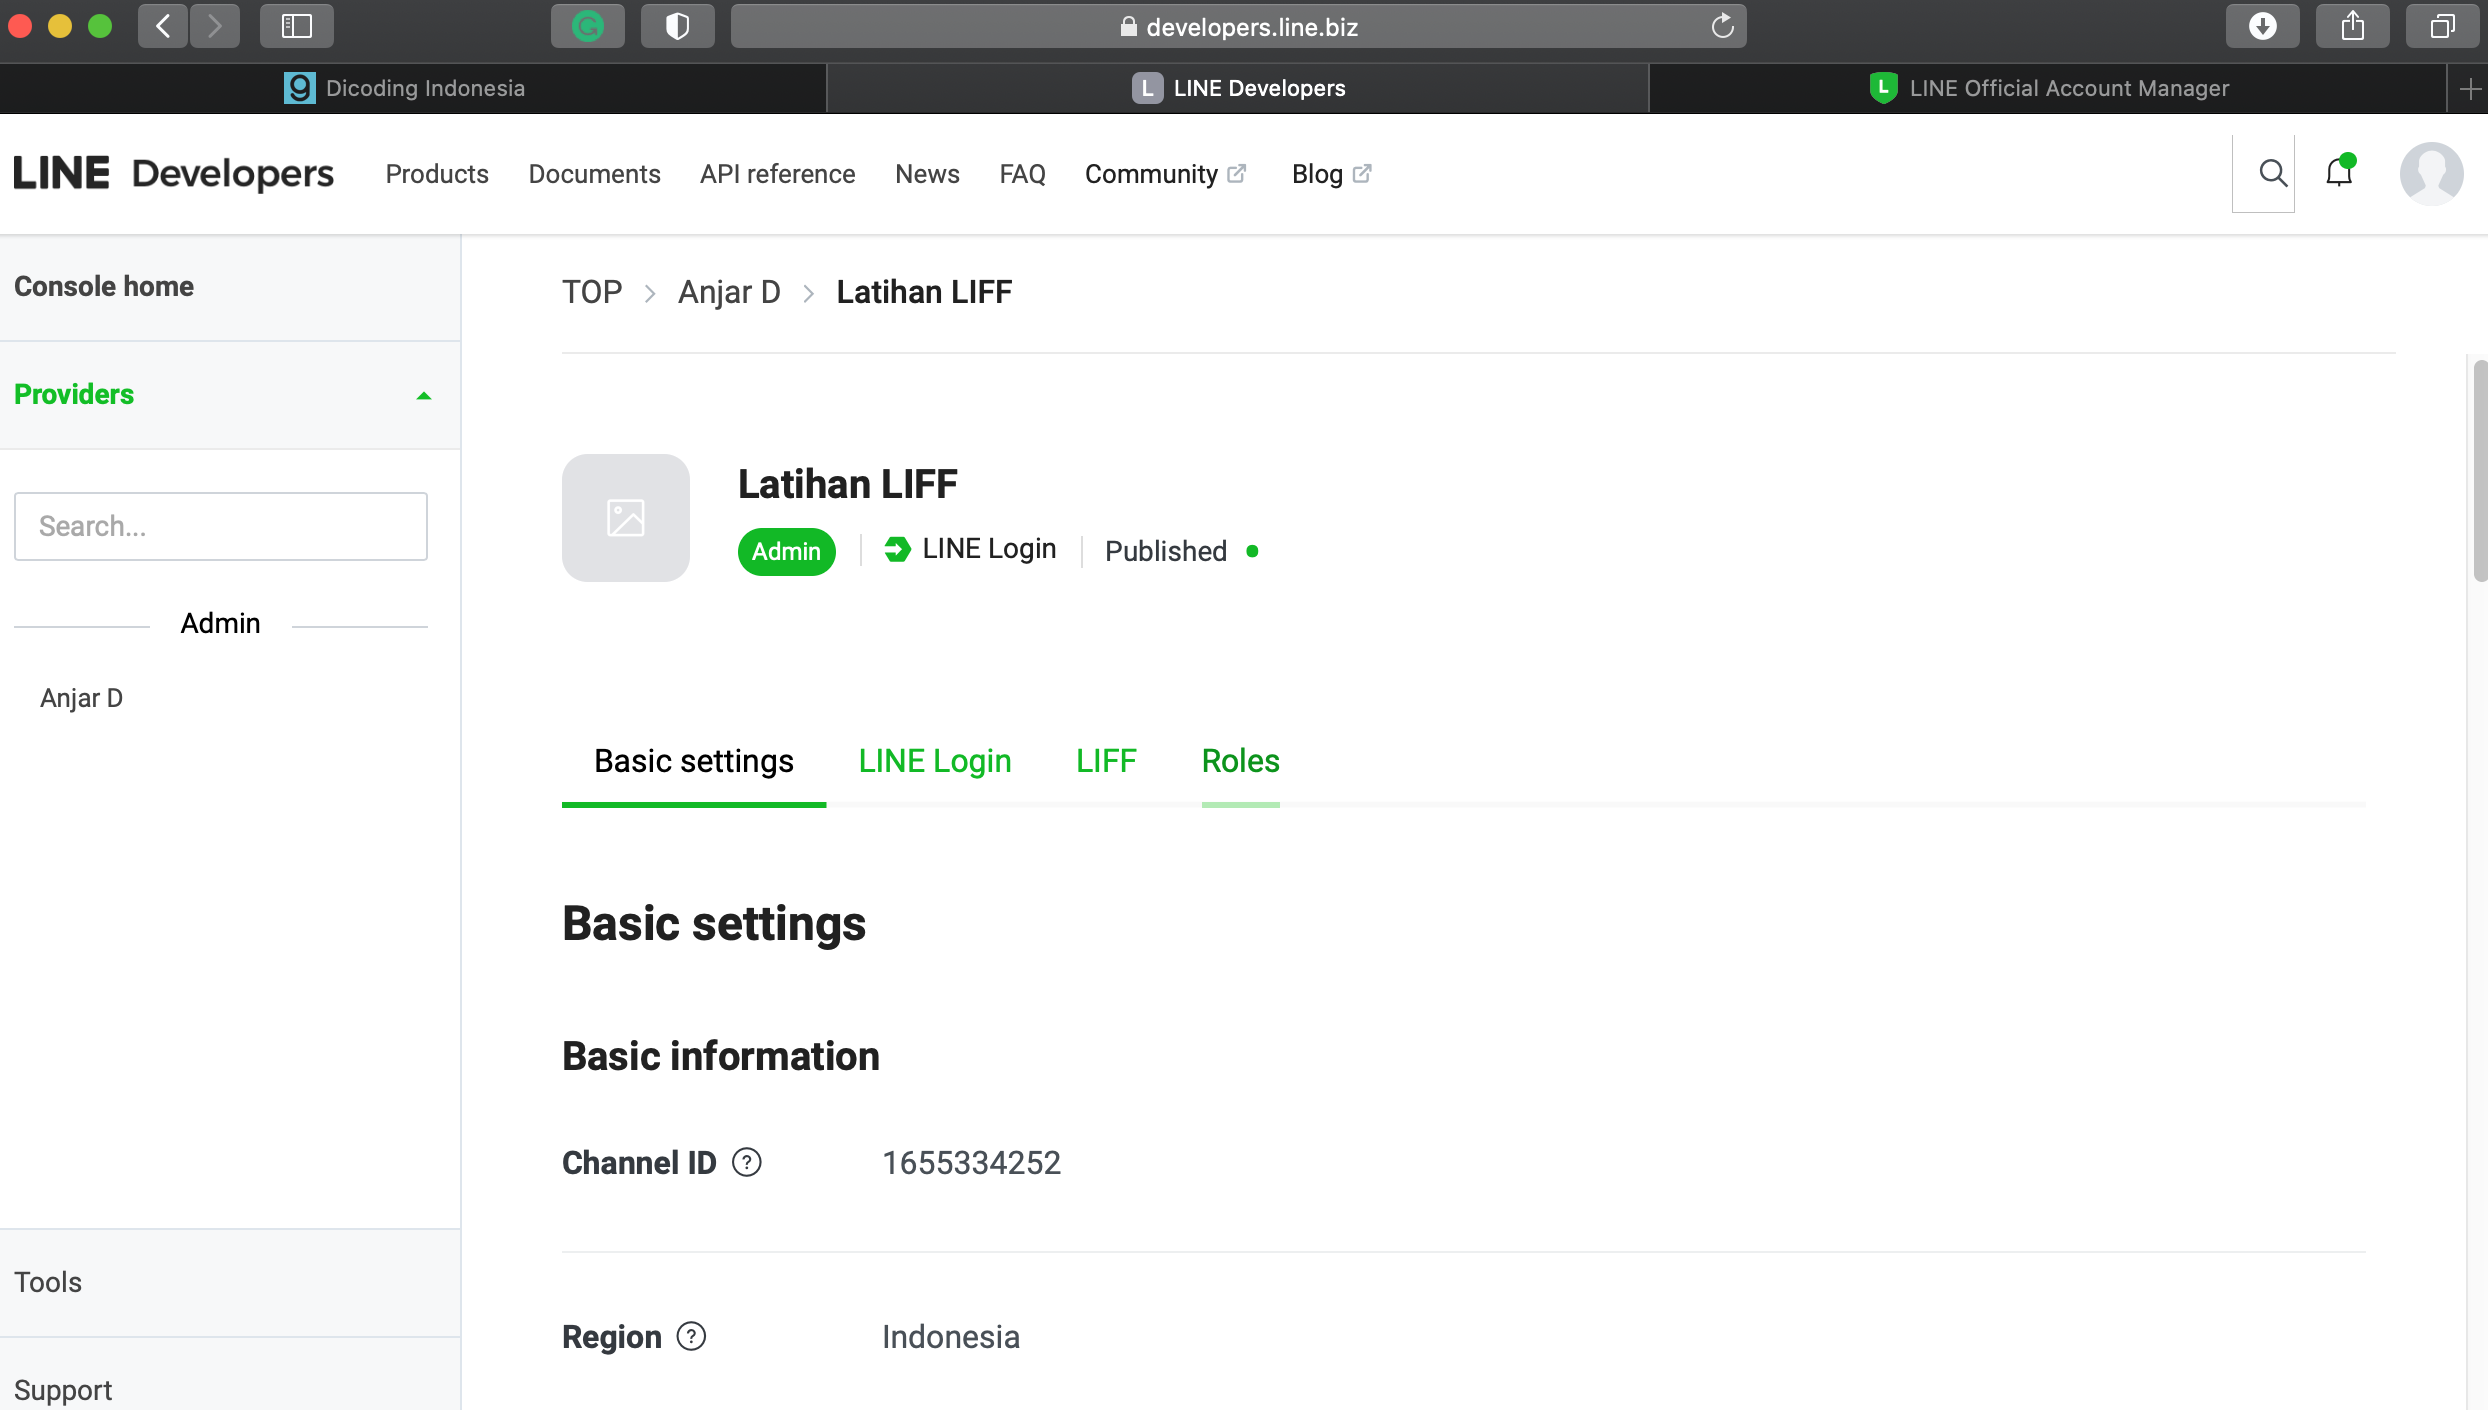 developers.line.biz
Dicoding Indonesia
L LINE Developers
L LINE Official Account Manager
LINE Developers
Products
Documents
API reference
News
FAQ
Community
Blog
Console home
Providers
Search...
Admin
Anjar D
Tools
Support
TOP > Anjar D > Latihan LIFF
Latihan LIFF
Admin
LINE Login
Published
Basic settings
LINE Login
LIFF
Roles
Basic settings
Basic information
Channel ID ? 1655334252
Region ? Indonesia